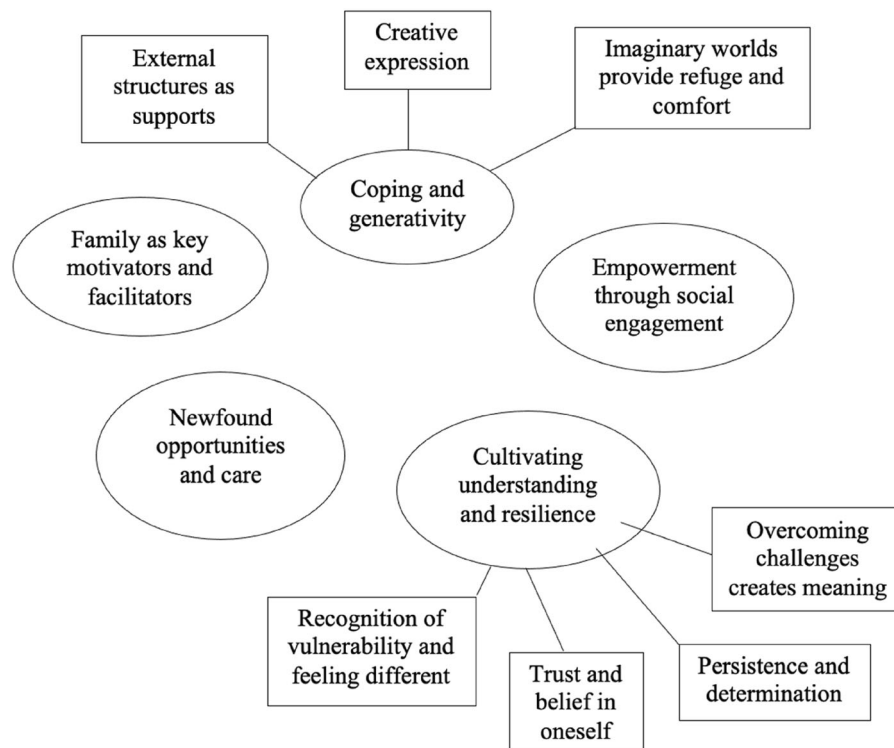 External
structures as
supports
Creative
expression
Imaginary worlds
provide refuge and
comfort
Coping and
generativity
Family as key
motivators and
facilitators
Empowerment
through social
engagement
Newfound
opportunities
and care
Cultivating
understanding
and resilience
Overcoming
challenges
creates meaning
Recognition of
vulnerability and
feeling different
Trust and
belief in
oneself
Persistence and
determination